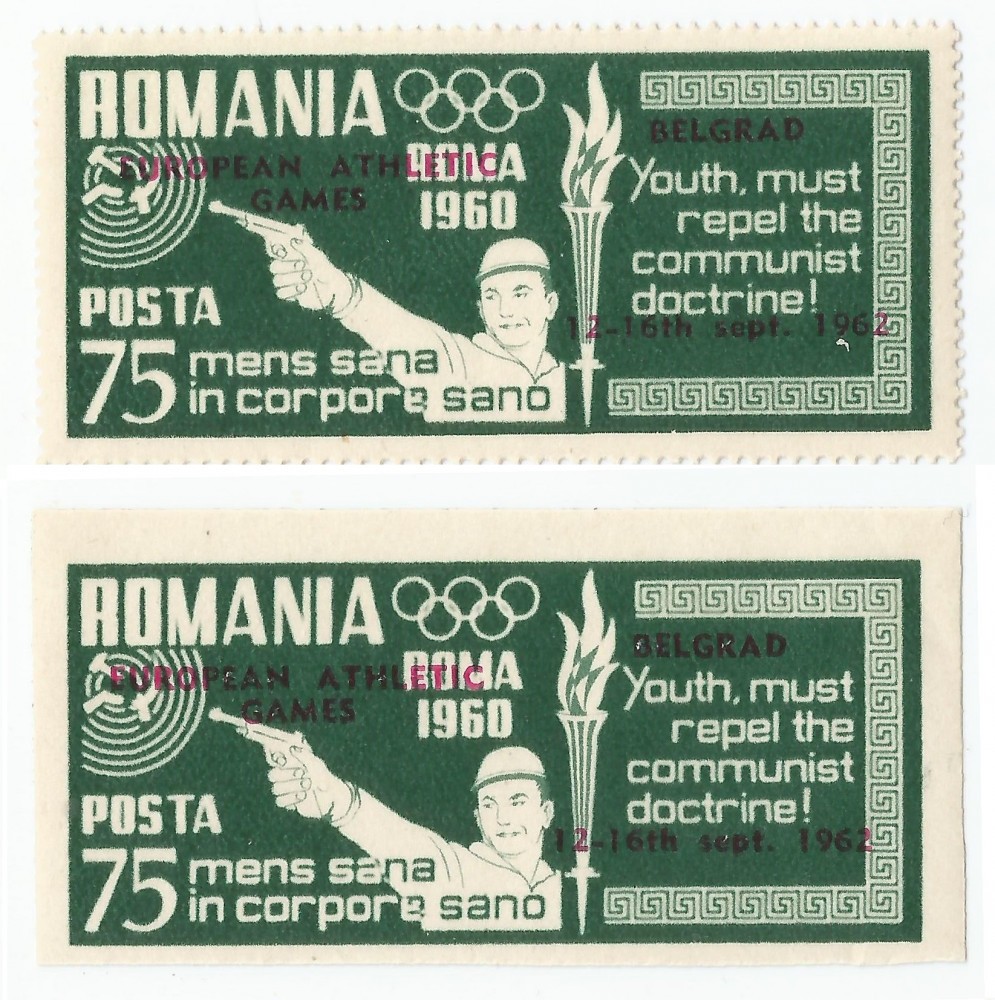 ROMANIA
BELGRAD
EUROPEAN ATHLETIC
GAMES
ROMA
1960
Youth, must
repel the
communist
doctrine!
12-16th sept. 1962
POSTA
75
mens sana
in corpore sano
ROMANIA
BELGRAD
EUROPEAN ATHLETIC
GAMES
ROMA
1960
Youth, must
repel the
communist
doctrine!
12-16th sept. 1962
POSTA
75
mens sana
in corpore sano